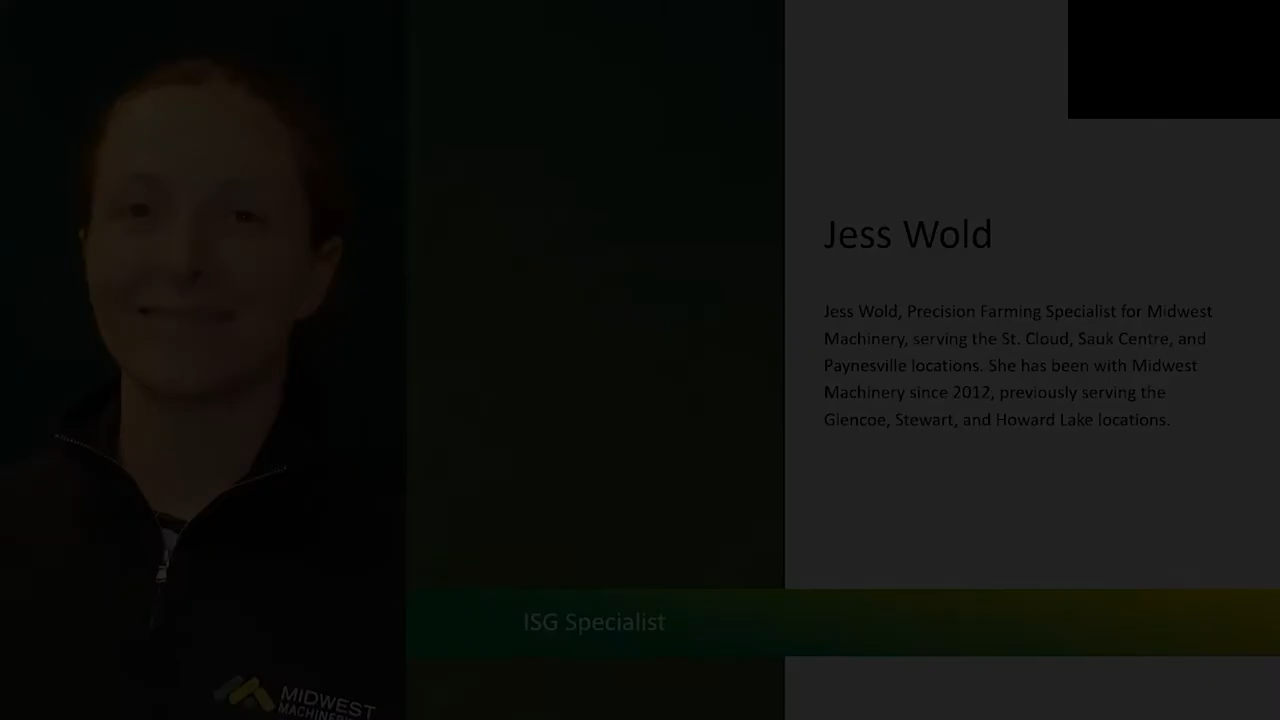 Jess Wold
Jess Wold, Precision Farming Specialist for Midwest
Machinery, serving the St. Cloud, Sauk Centre, and
Paynesville locations. She has been with Midwest
Machinery since 2012, previously serving the
Glencoe, Stewart, and Howard Lake locations.
ISG Specialist
MIDWEST
MACHINERY